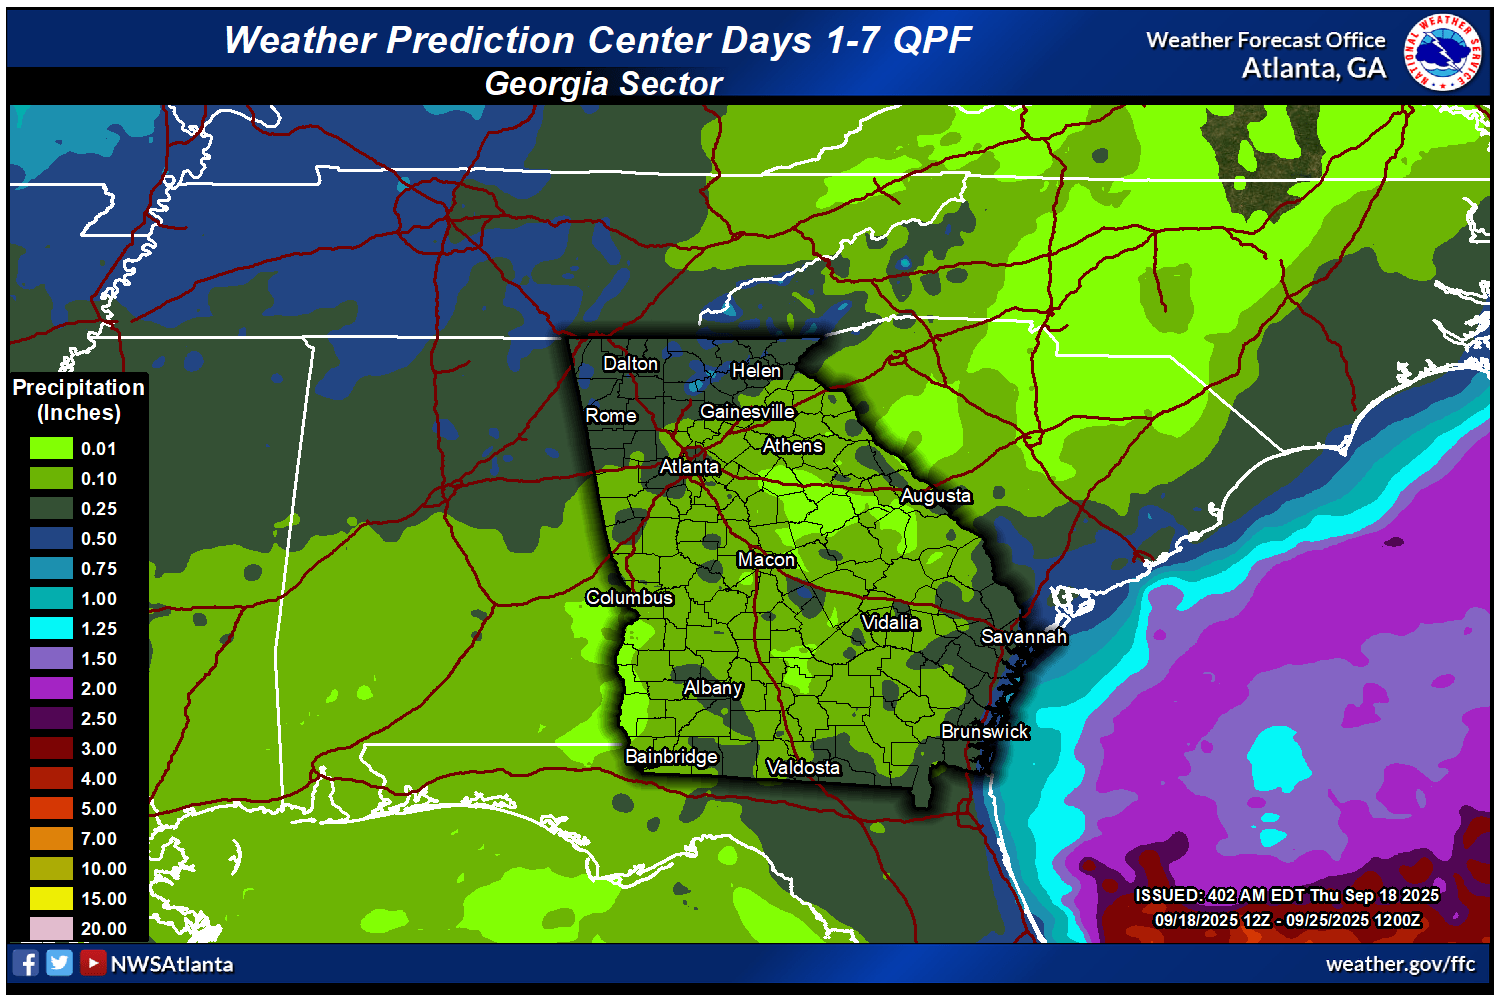 Weather Prediction Center Days 1-7 QPF
Georgia Sector
Weather Forecast Office
Atlanta, GA
NATIONAL WEATHER SERVICE
Dalton
Helen
Rome
Gainesville
Athens
Atlanta
Augusta
Macon
Columbus
Vidalia
Savannah
Albany
Brunswick
Bainbridge
Valdosta
Precipitation
(Inches)
0.01
0.10
0.25
0.50
0.75
1.00
1.25
1.50
2.00
2.50
3.00
4.00
5.00
7.00
10.00
15.00
20.00
ISSUED: 402 AM EDT Thu Sep 18 2025
09/18/2025 12Z - 09/25/2025 1200Z
NWSAtlanta
weather.gov/ffc